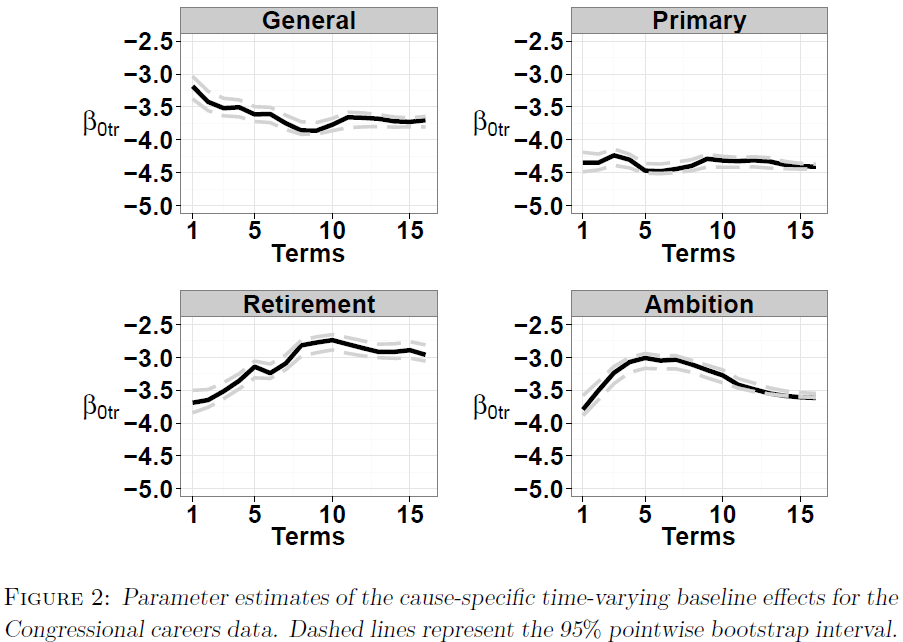 General
Primary
−2.5
−3.0
−3.5
−4.0
−4.5
−5.0
β0tr
1
5
10
15
Terms
−2.5
−3.0
−3.5
−4.0
−4.5
−5.0
β0tr
1
5
10
15
Terms
Retirement
Ambition
−2.5
−3.0
−3.5
−4.0
−4.5
−5.0
β0tr
1
5
10
15
Terms
−2.5
−3.0
−3.5
−4.0
−4.5
−5.0
β0tr
1
5
10
15
Terms
FIGURE 2: Parameter estimates of the cause-specific time-varying baseline effects for the
Congressional careers data. Dashed lines represent the 95% pointwise bootstrap interval.